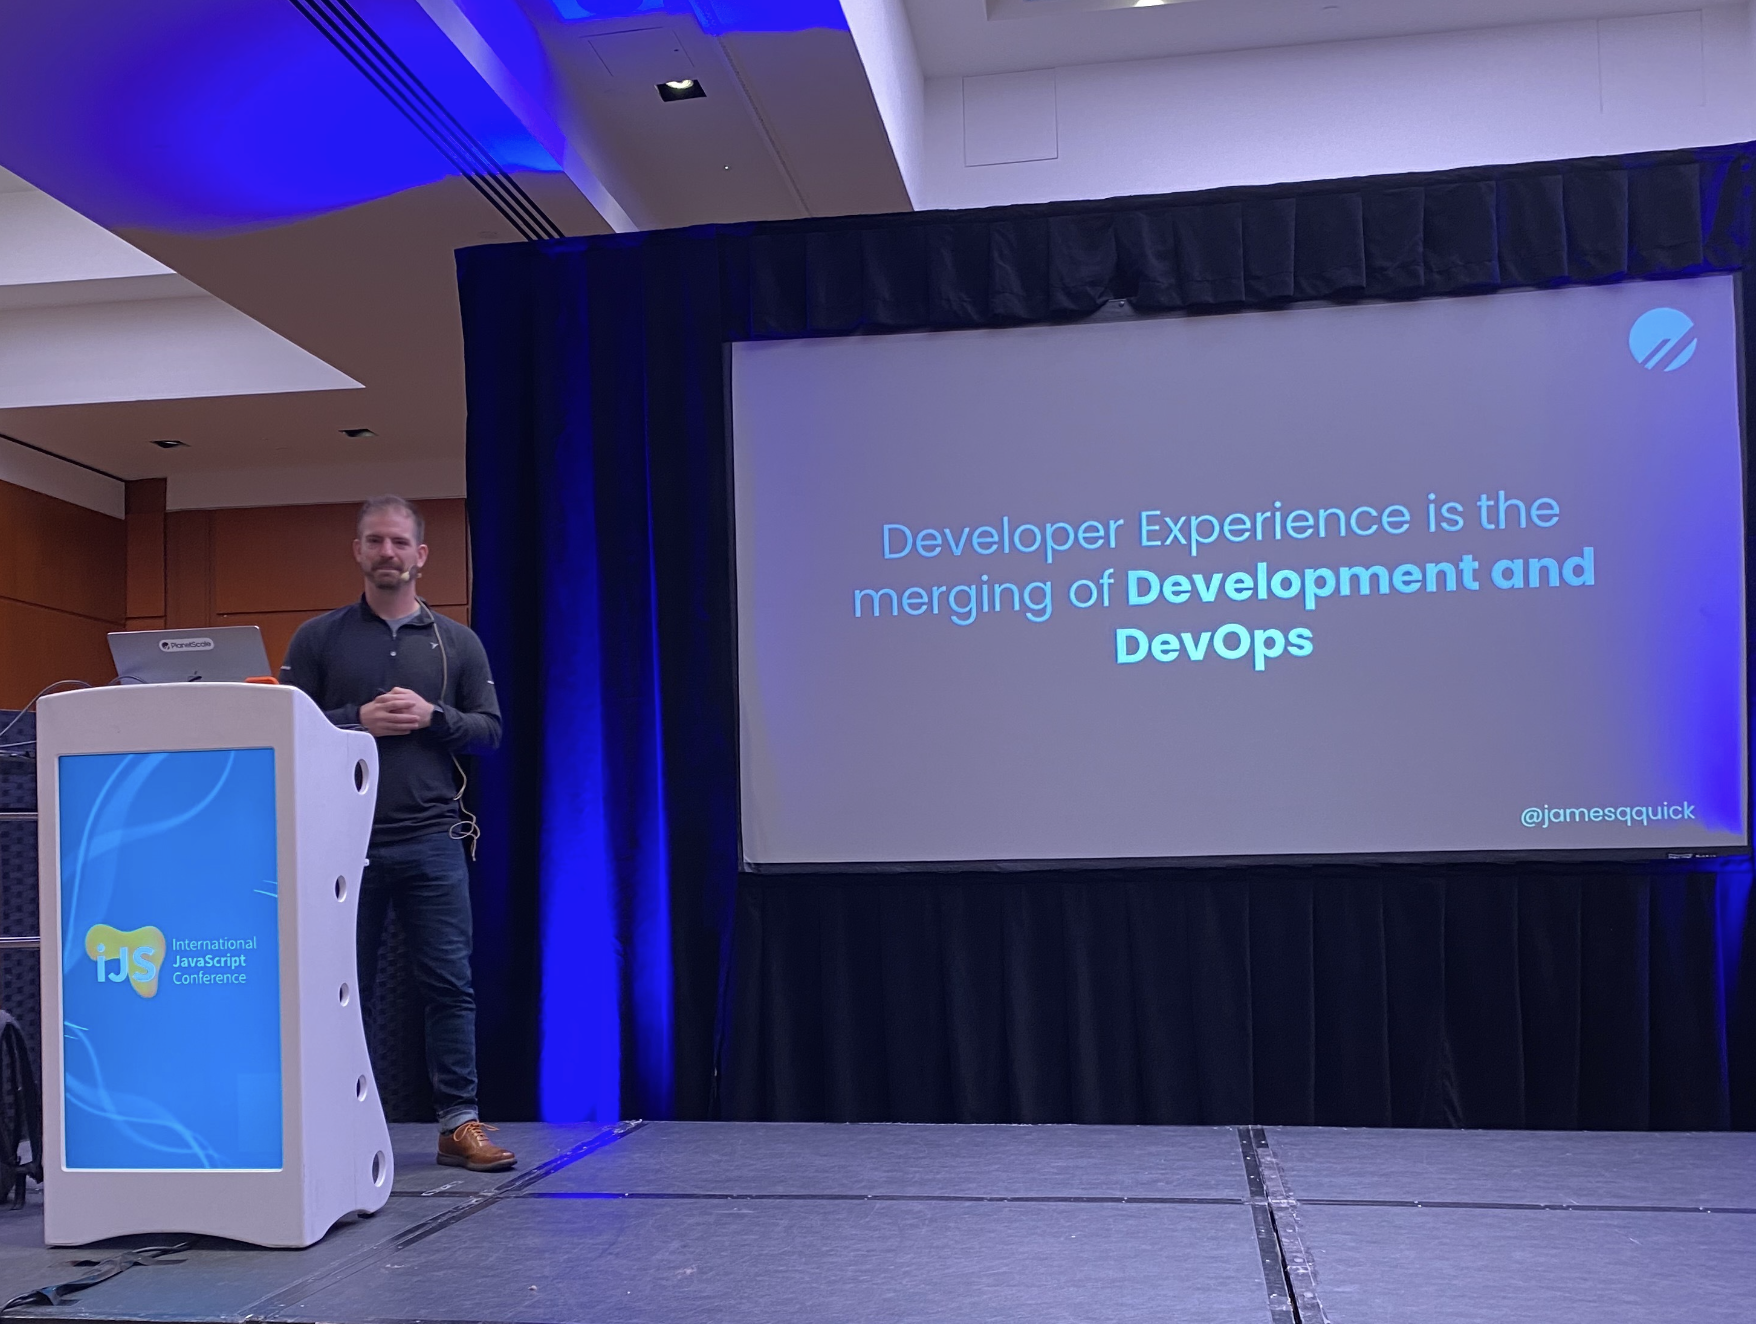 Developer Experience is the
merging of Development and
DevOps
@jamesqquick
PlanetScale
iJS
International
JavaScript
Conference